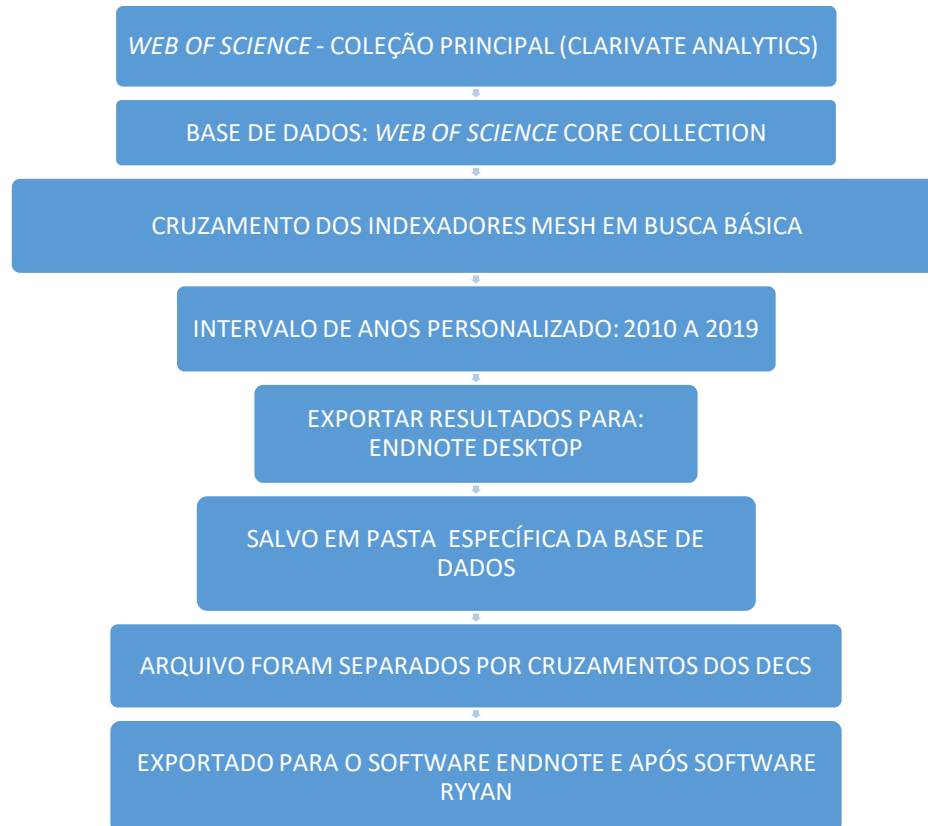 WEB OF SCIENCE - COLEÇÃO PRINCIPAL (CLARIVATE ANALYTICS)
BASE DE DADOS: WEB OF SCIENCE CORE COLLECTION
CRUZAMENTO DOS INDEXADORES MESH EM BUSCA BÁSICA
INTERVALO DE ANOS PERSONALIZADO: 2010 A 2019
EXPORTAR RESULTADOS PARA:
ENDNOTE DESKTOP
SALVO EM PASTA ESPECÍFICA DA BASE DE
DADOS
ARQUIVO FORAM SEPARADOS POR CRUZAMENTOS DOS DECS
EXPORTADO PARA O SOFTWARE ENDNOTE E APÓS SOFTWARE
RYYAN